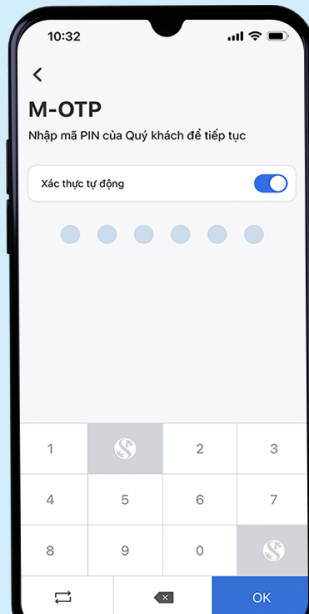 10:32
M-OTP
Nhập mã PIN của Quý khách để tiếp tục
Xác thực tự động
1 2 3
4 5 6 7
8 9 0
OK